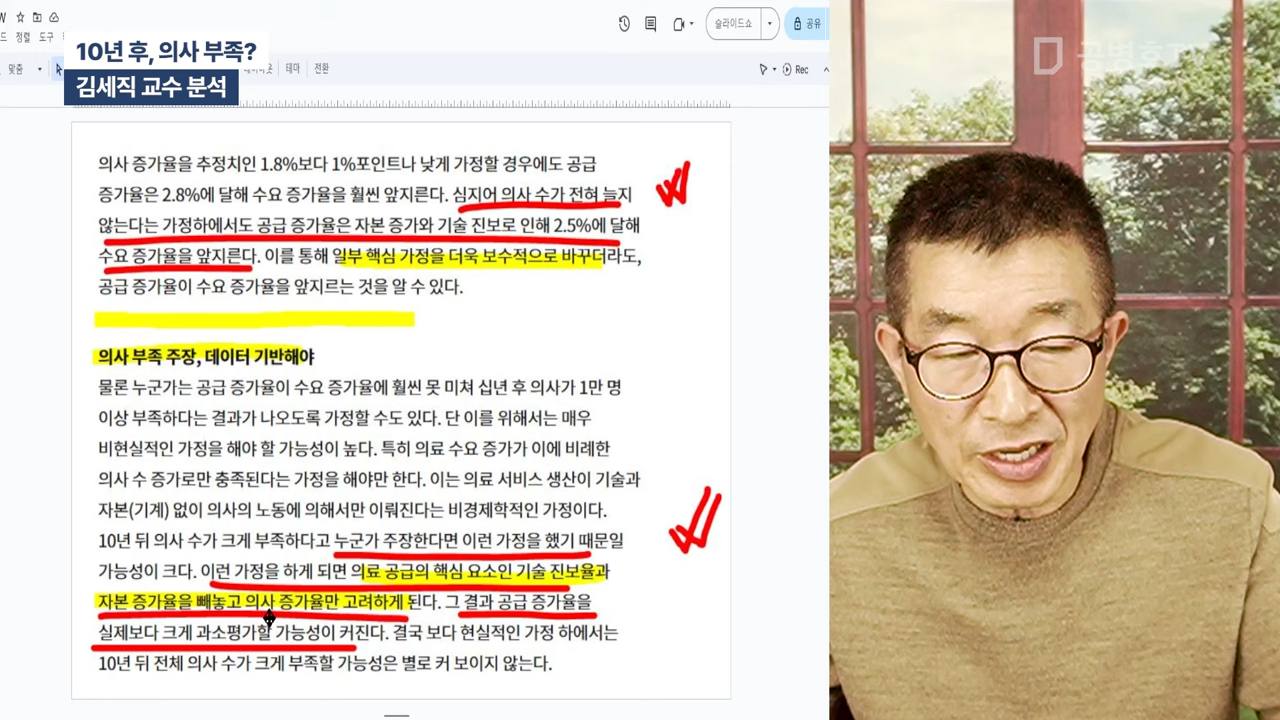 정렬 도구
슬라이드쇼
공유
10년 후, 의사 부족?
김세직 교수 분석
맞춤
테마
전환
Rec
공병호
의사 증가율을 추정치인 1.8%보다 1%포인트나 낮게 가정할 경우에도 공급
증가율은 2.8%에 달해 수요 증가율을 훨씬 앞지른다. 심지어 의사 수가 전혀 늘지
않는다는 가정하에서도 공급 증가율은 자본 증가와 기술 진보로 인해 2.5%에 달해
수요 증가율을 앞지른다. 이를 통해 일부 핵심 가정을 더욱 보수적으로 바꾸더라도,
공급 증가율이 수요 증가율을 앞지르는 것을 알 수 있다.
의사 부족 주장, 데이터 기반해야
물론 누군가는 공급 증가율이 수요 증가율에 훨씬 못 미쳐 십년 후 의사가 1만 명
이상 부족하다는 결과가 나오도록 가정할 수도 있다. 단 이를 위해서는 매우
비현실적인 가정을 해야 할 가능성이 높다. 특히 의료 수요 증가가 이에 비례한
의사 수 증가로만 충족된다는 가정을 해야만 한다. 이는 의료 서비스 생산이 기술과
자본(기계) 없이 의사의 노동에 의해서만 이뤄진다는 비경제학적인 가정이다.
10년 뒤 의사 수가 크게 부족하다고 누군가 주장한다면 이런 가정을 했기 때문일
가능성이 크다. 이런 가정을 하게 되면 의료 공급의 핵심 요소인 기술 진보율과
자본 증가율을 빼놓고 의사 증가율만 고려하게 된다. 그 결과 공급 증가율을
실제보다 크게 과소평가할 가능성이 커진다. 결국 보다 현실적인 가정 하에서는
10년 뒤 전체 의사 수가 크게 부족할 가능성은 별로 커 보이지 않는다.